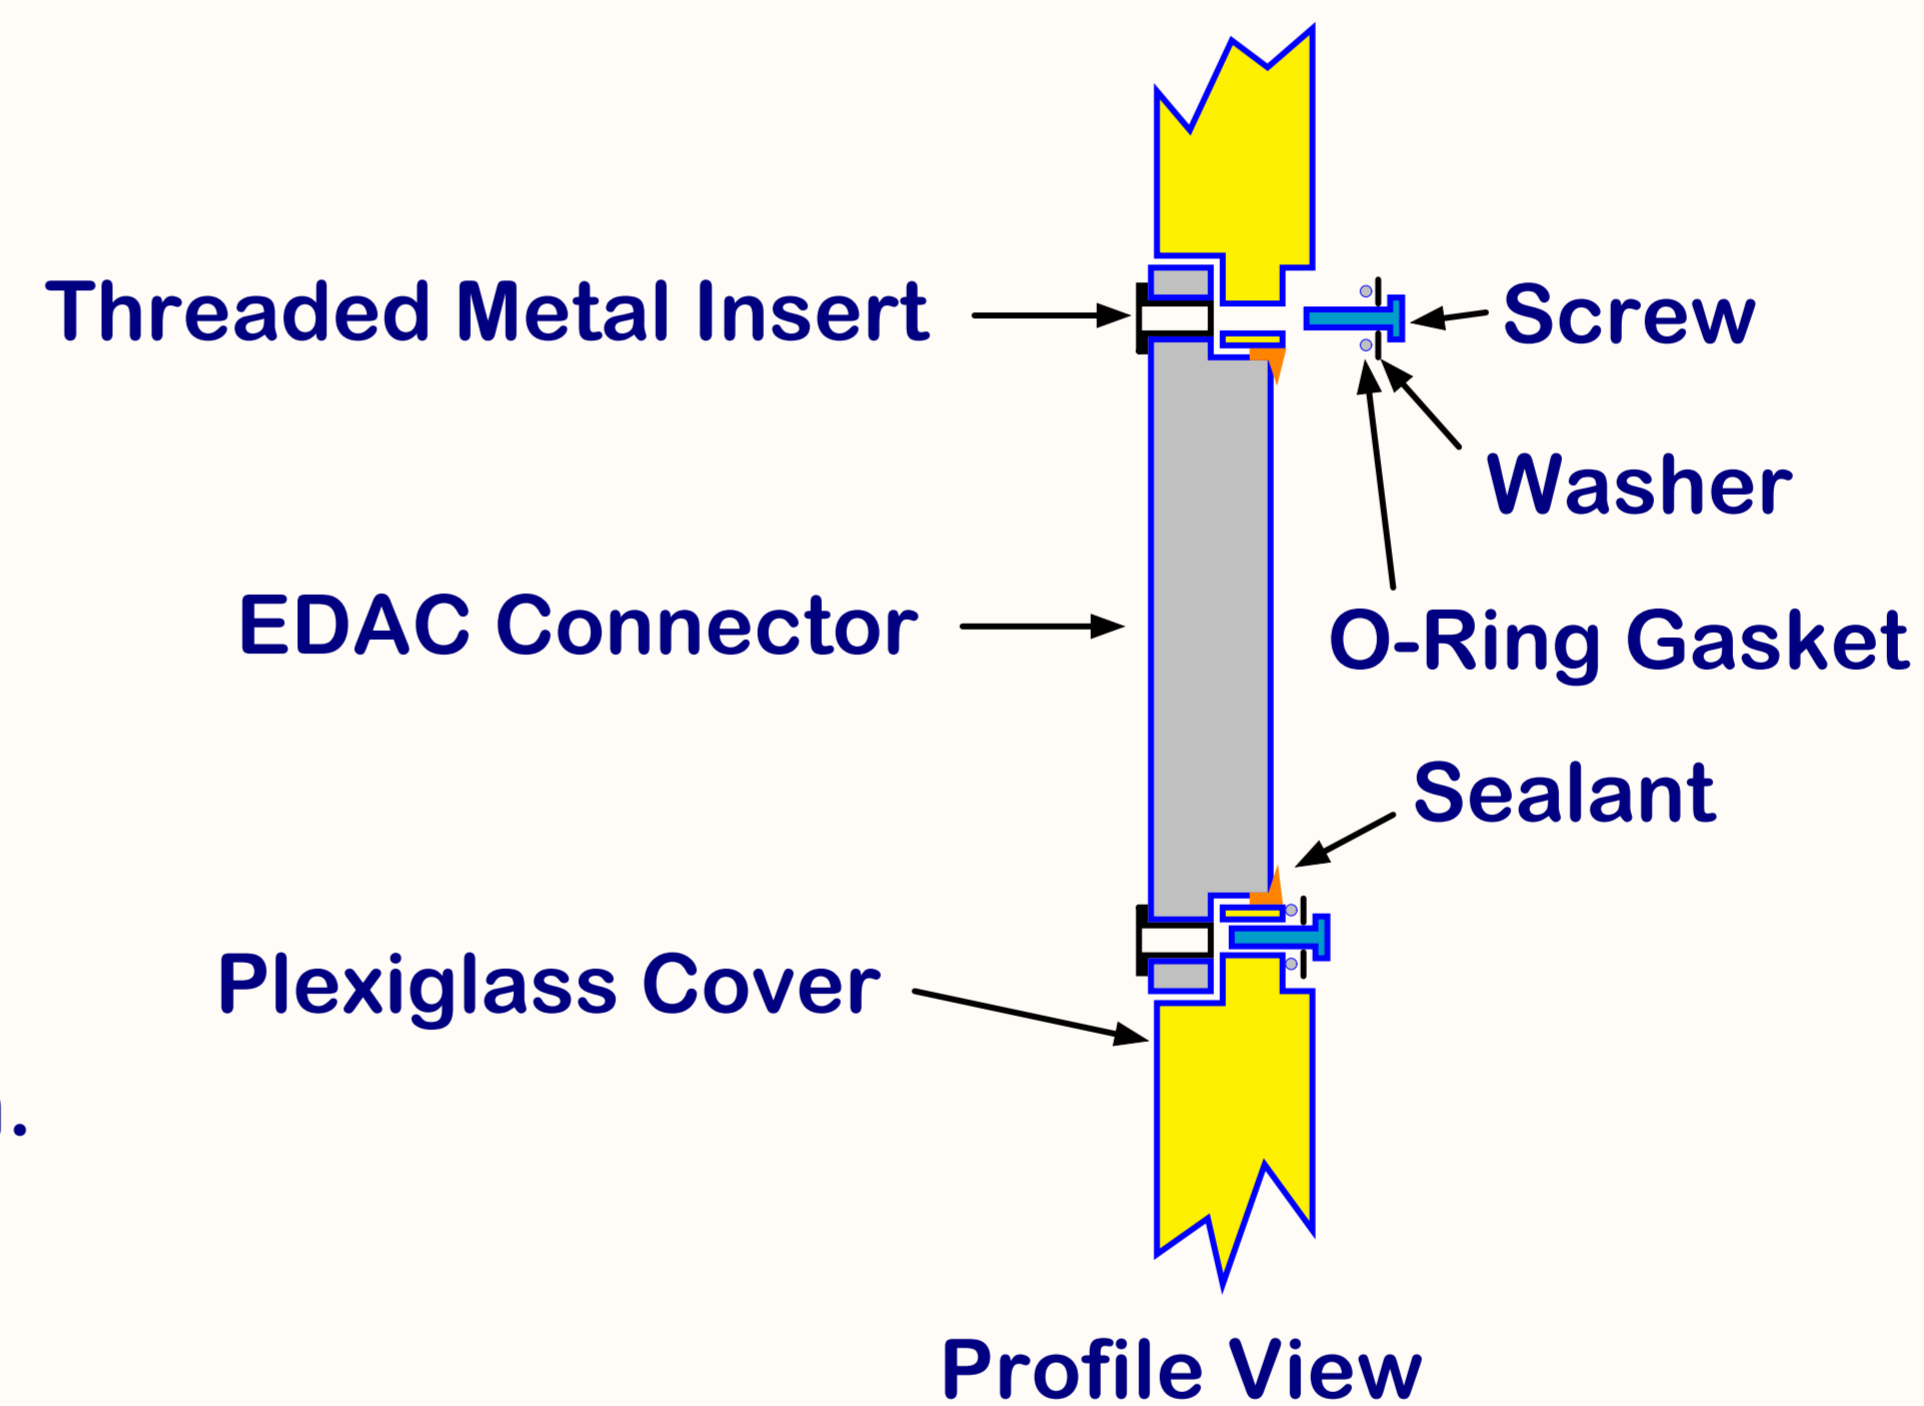 Threaded Metal Insert
Screw
Washer
EDAC Connector
O-Ring Gasket
Sealant
Plexiglass Cover
Profile View